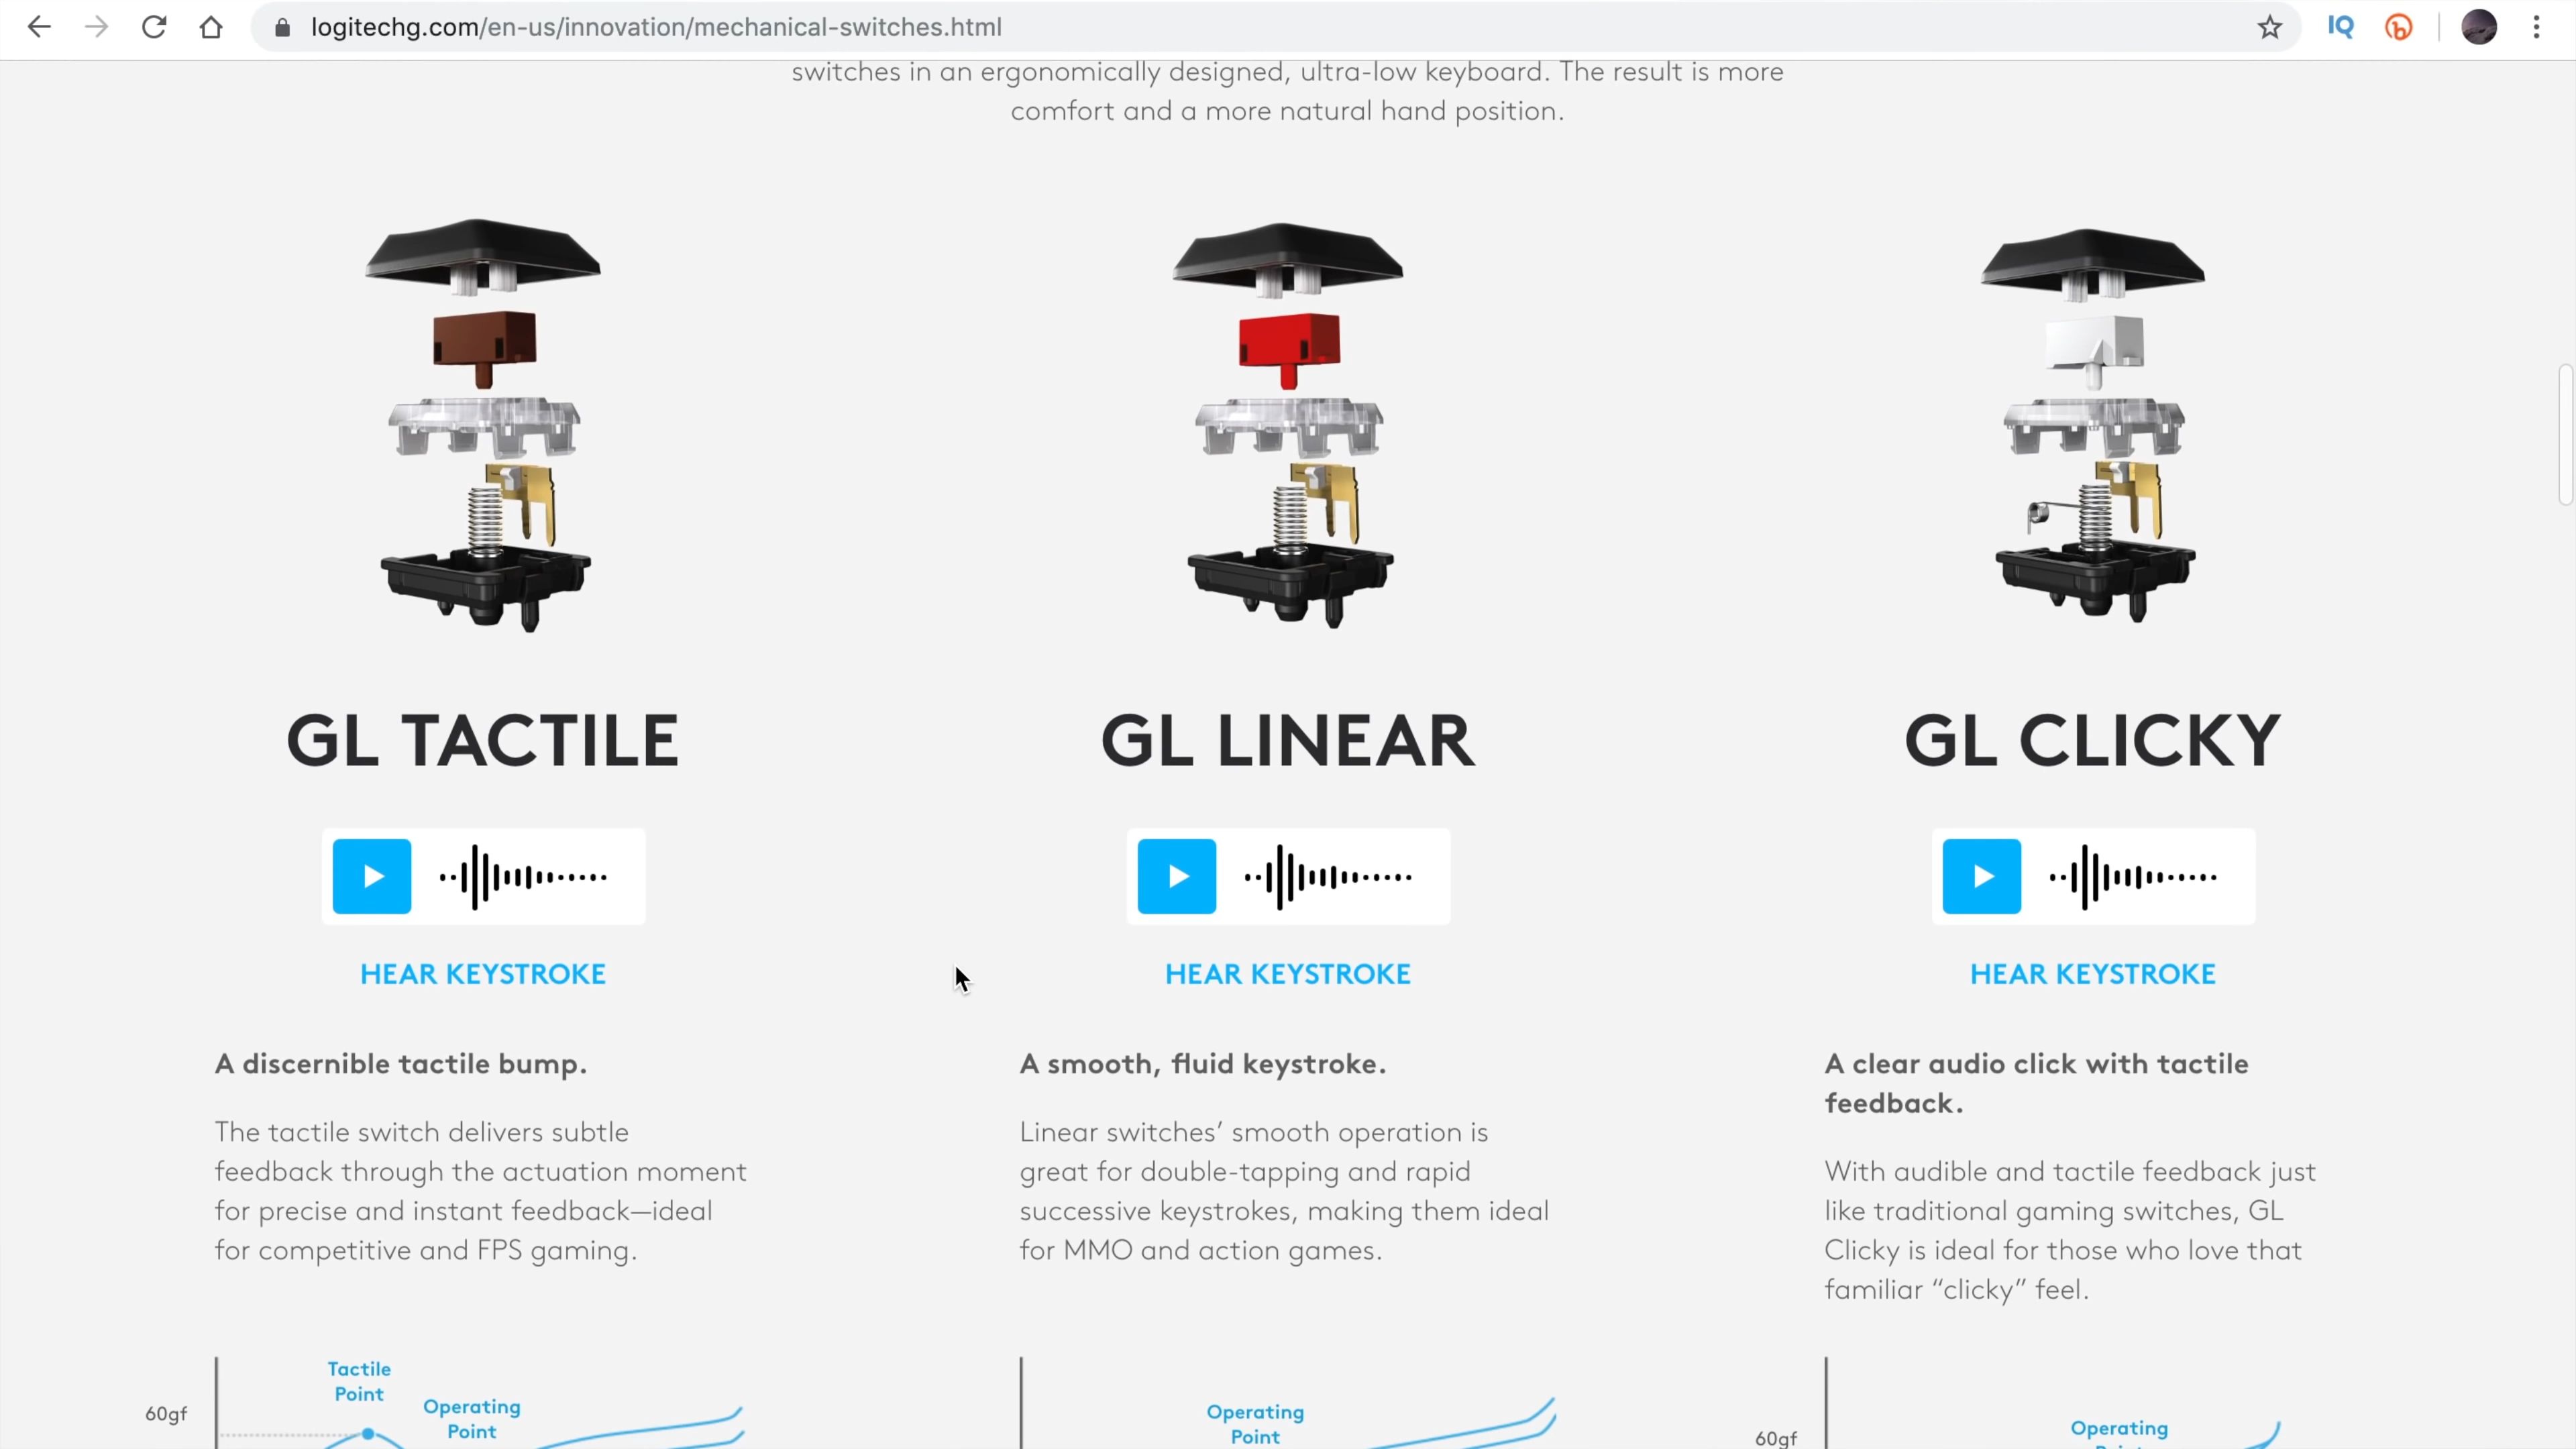 logitechg.com/en-us/innovation/mechanical-switches.html
switches in an ergonomically designed, ultra-low keyboard. The result is more
comfort and a more natural hand position.
GL TACTILE
HEAR KEYSTROKE
A discernible tactile bump.
The tactile switch delivers subtle
feedback through the actuation moment
for precise and instant feedback—ideal
for competitive and FPS gaming.
60gf
Tactile
Point
Operating
Point
GL LINEAR
HEAR KEYSTROKE
A smooth, fluid keystroke.
Linear switches’ smooth operation is
great for double-tapping and rapid
successive keystrokes, making them ideal
for MMO and action games.
Operating
Point
GL CLICKY
HEAR KEYSTROKE
A clear audio click with tactile
feedback.
With audible and tactile feedback just
like traditional gaming switches, GL
Clicky is ideal for those who love that
familiar “clicky” feel.
60gf
Operating
IQ
b